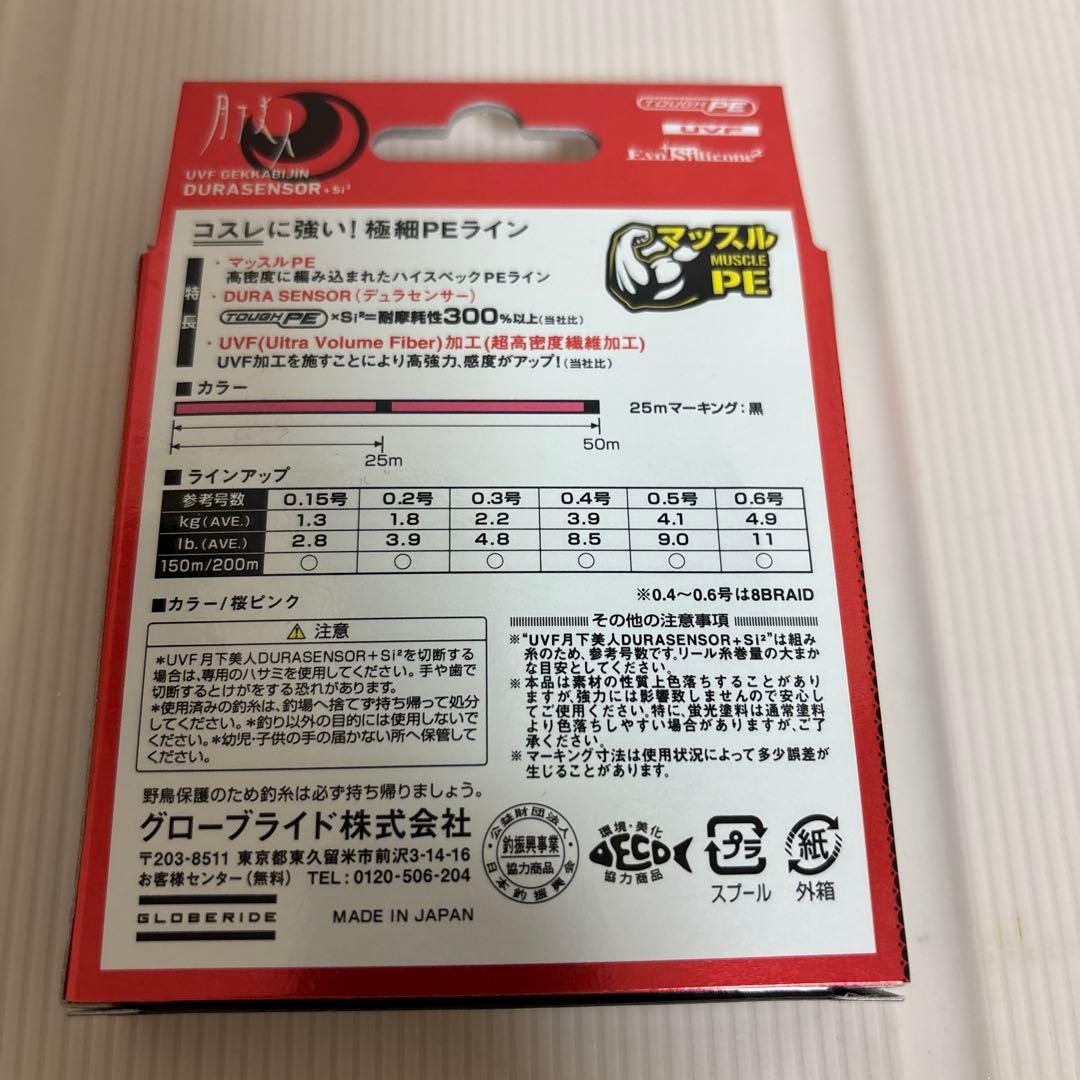 月下美人
UVF GEKKABIJIN
DURASENSOR+Si²
TOUGH PE
UVF
Evo Silicone²
コスレに強い！極細PEライン
マッスル
MUSCLE
PE
特長
・マッスルPE
高密度に編み込まれたハイスペックPEライン
・DURA SENSOR（デュラセンサー）
TOUGH PE ×Si²＝耐摩耗性300%以上（当社比）
・UVF(Ultra Volume Fiber)加工(超高密度繊維加工)
UVF加工を施すことにより高強力、感度がアップ！（当社比）
■カラー
25mマーキング：黒
50m
25m
■ラインアップ
参考号数 0.15号 0.2号 0.3号 0.4号 0.5号 0.6号
kg(AVE.) 1.3 1.8 2.2 3.9 4.1 4.9
lb.(AVE.) 2.8 3.9 4.8 8.5 9.0 11
150m/200m ○ ○ ○ ○ ○ ○
※0.4～0.6号は8BRAID
■カラー/桜ピンク
⚠注意
＊UVF月下美人DURASENSOR＋Si²を切断する
場合は、専用のハサミを使用してください。手や歯で
切断するとけがをする恐れがあります。
＊使用済みの釣糸は、釣場へ捨てず持ち帰って処分
してください。＊釣り以外の目的には使用しないで
ください。＊幼児・子供の手の届かない所へ保管して
ください。
その他の注意事項
※“UVF月下美人DURASENSOR＋Si²”は組み
糸のため、参考号数です。リール糸巻量の大まか
な目安としてください。
※本品は素材の性質上色落ちすることがあり
ますが、強力には影響致しませんので安心し
てご使用ください。特に、蛍光塗料は通常塗料
より色落ちしやすい場合がありますが、ご了
承ください。
※マーキング寸法は使用状況によって多少誤差が
生じることがあります。
野鳥保護のため釣糸は必ず持ち帰りましょう。
グローブライド株式会社
〒203-8511 東京都東久留米市前沢3-14-16
お客様センター（無料） TEL：0120-506-204
GLOBERIDE
MADE IN JAPAN
公益財団法人
釣振興事業
協力商品
日本釣振興会
環境・美化
DECO
協力商品
プラ
スプール
紙
外箱